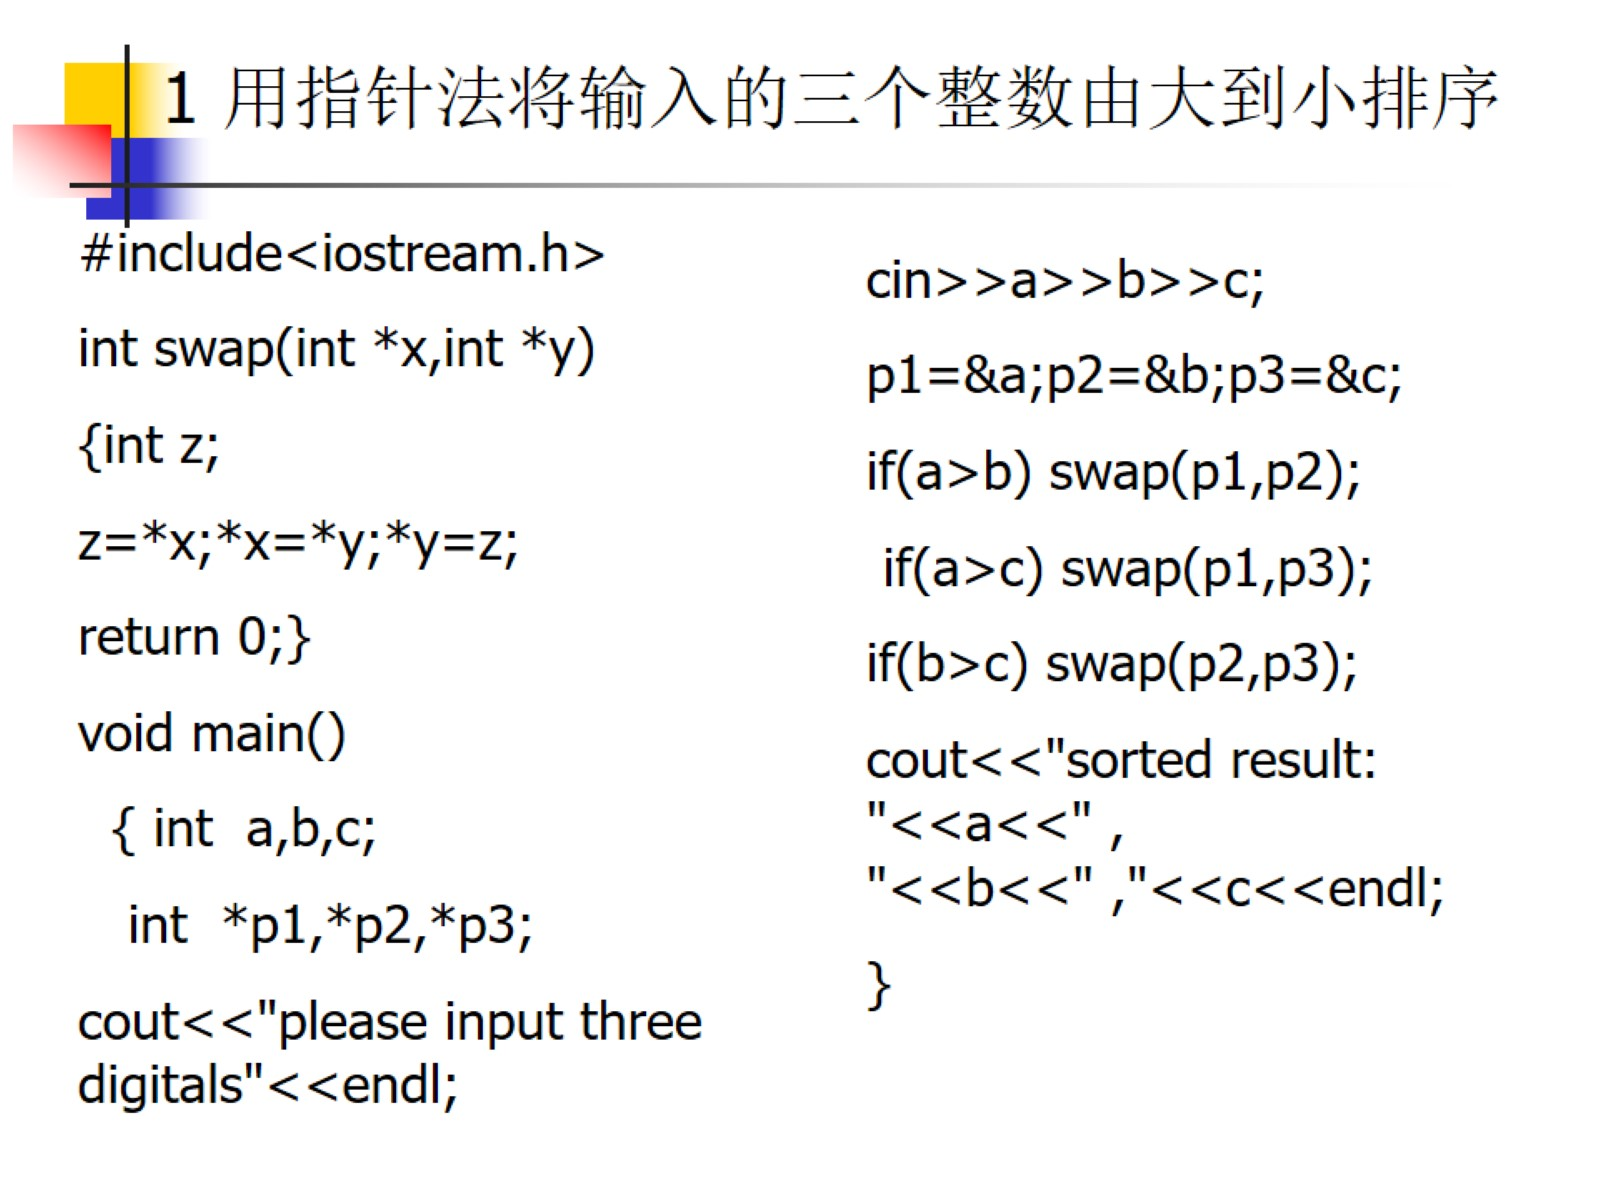 1 用指针法将输入的三个整数由大到小排序
#include<iostream.h>
int swap(int *x,int *y)
{int z;
z=*x;*x=*y;*y=z;
return 0;}
void main()
{ int  a,b,c;
int  *p1,*p2,*p3;
cout<<"please input three
digitals"<<endl;
cin>>a>>b>>c;
p1=&a;p2=&b;p3=&c;
if(a>b) swap(p1,p2);
if(a>c) swap(p1,p3);
if(b>c) swap(p2,p3);
cout<<"sorted result:
"<<a<<" ,
"<<b<<" ,"<<c<<endl;
}